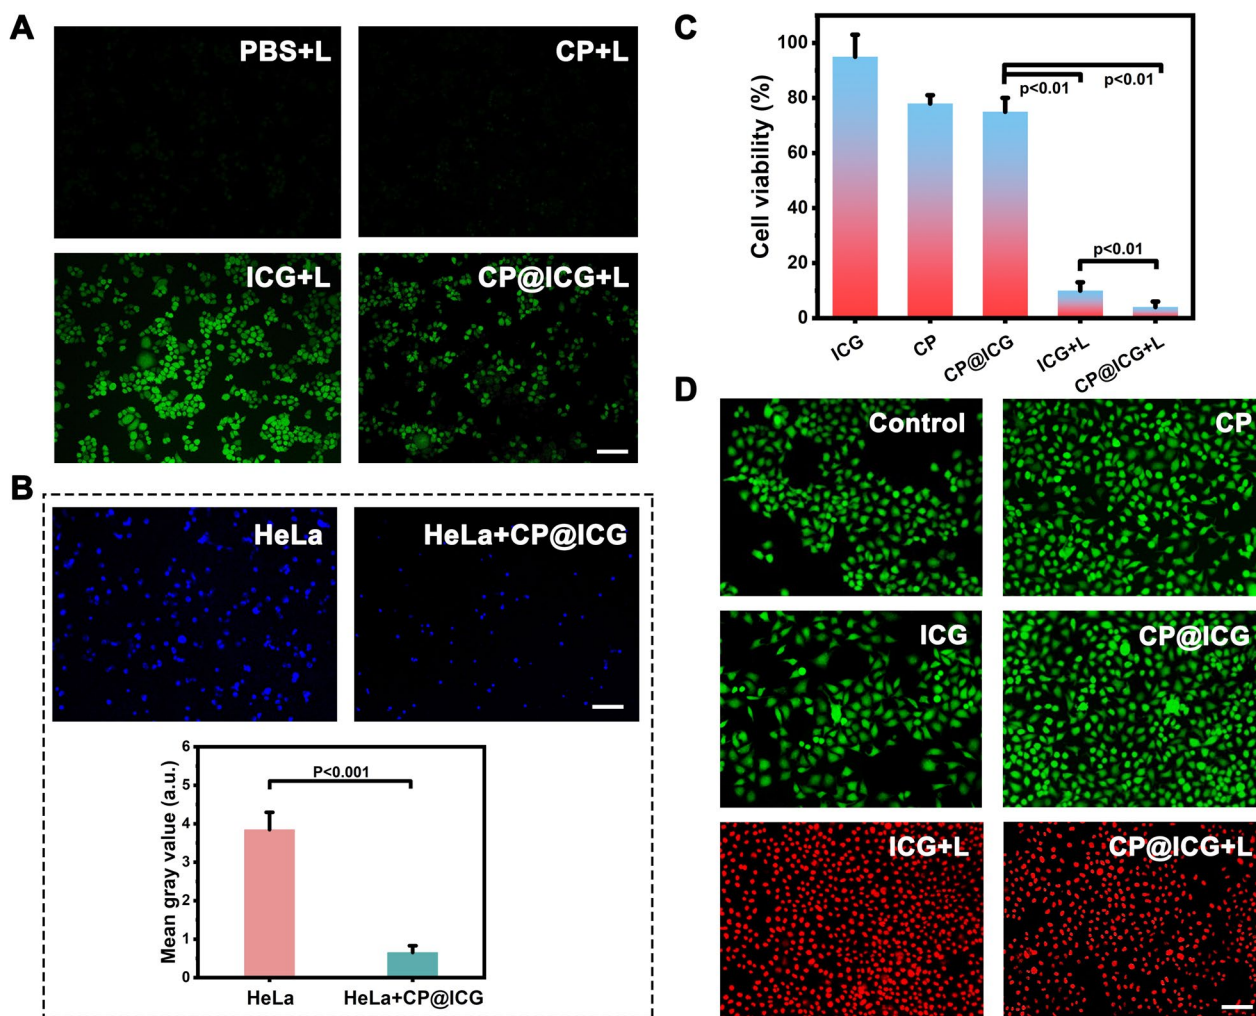 A
PBS+L
CP+L
ICG+L
CP@ICG+L
B
HeLa
HeLa+CP@ICG
Mean gray value (a.u.)
6
5
4
3
2
1
0
P<0.001
HeLa
HeLa+CP@ICG
C
Cell viability (%)
100
80
60
40
20
0
p<0.01
p<0.01
p<0.01
ICG
CP
CP@ICG
ICG+L
CP@ICG+L
D
Control
CP
ICG
CP@ICG
ICG+L
CP@ICG+L